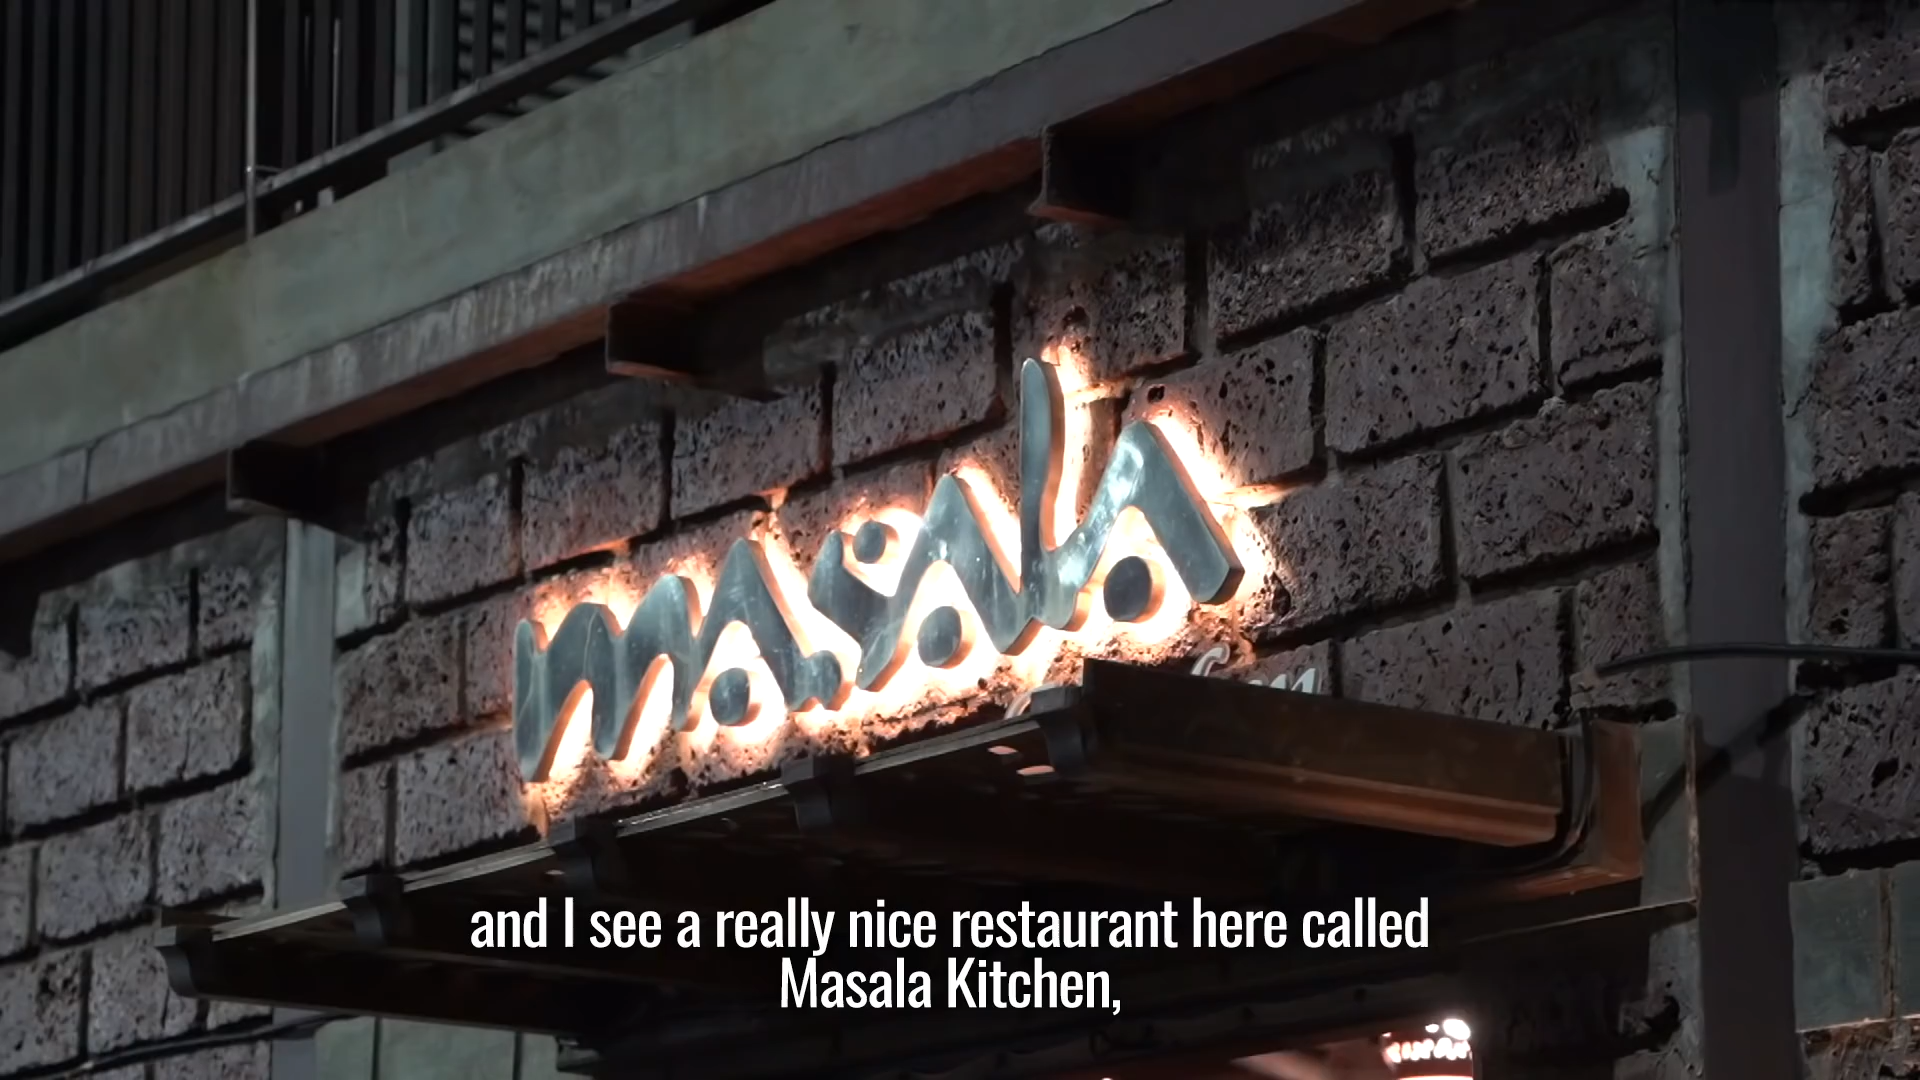 masala
and I see a really nice restaurant here called
Masala Kitchen,